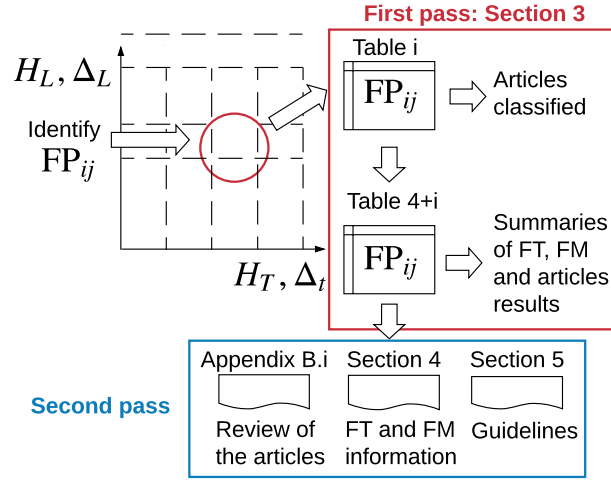 First pass: Section 3
H_L, Δ_L
Identify
FP_ij
H_T, Δ_t
Table i
FP_ij
Articles
classified
Table 4+i
FP_ij
Summaries
of FT, FM
and articles
results
Second pass
Appendix B.i
Review of
the articles
Section 4
FT and FM
information
Section 5
Guidelines